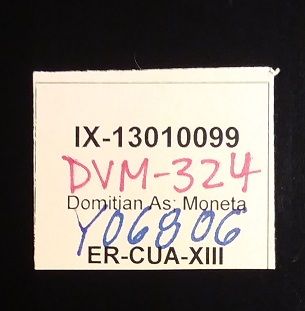 IX-13010099
DVM-324
Domitian As: Moneta
Y06806
ER-CUA-XIII